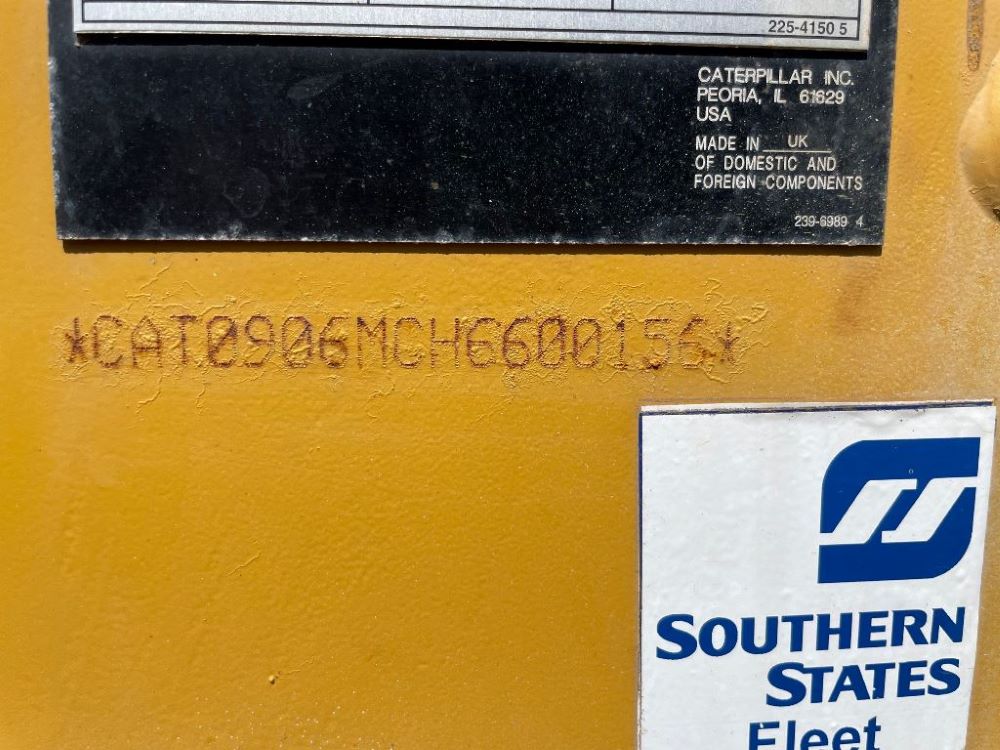 225-4150 5
CATERPILLAR INC.
PEORIA, IL 61629
USA
MADE IN UK
OF DOMESTIC AND
FOREIGN COMPONENTS
239-6989 4
*CAT0906MCH6600156*
SOUTHERN
STATES
Fleet